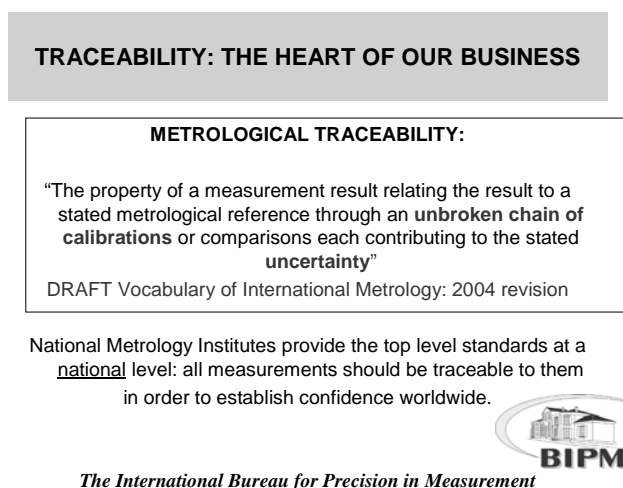 TRACEABILITY: THE HEART OF OUR BUSINESS
METROLOGICAL TRACEABILITY:
“The property of a measurement result relating the result to a
stated metrological reference through an unbroken chain of
calibrations or comparisons each contributing to the stated
uncertainty”
DRAFT Vocabulary of International Metrology: 2004 revision
National Metrology Institutes provide the top level standards at a
national level: all measurements should be traceable to them
in order to establish confidence worldwide.
BIPM
The International Bureau for Precision in Measurement